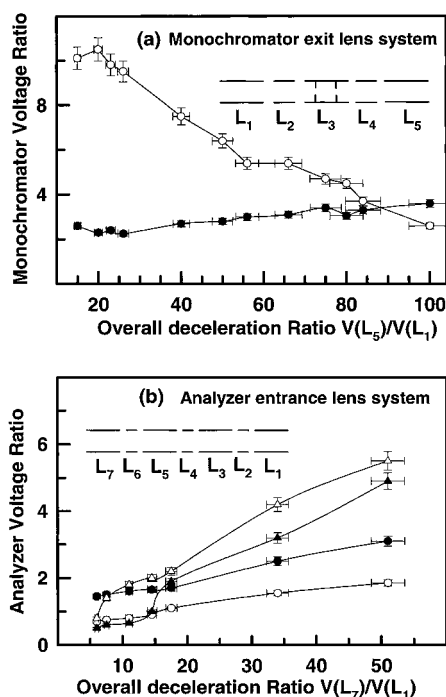 (a) Monochromator exit lens system
L₁ L₂ L₃ L₄ L₅
Monochromator Voltage Ratio
8
4
0
20 40 60 80 100
Overall deceleration Ratio V(L₅)/V(L₁)
(b) Analyzer entrance lens system
L₇ L₆ L₅ L₄ L₃ L₂ L₁
Analyzer Voltage Ratio
6
4
2
0
10 20 30 40 50
Overall deceleration Ratio V(L₇)/V(L₁)